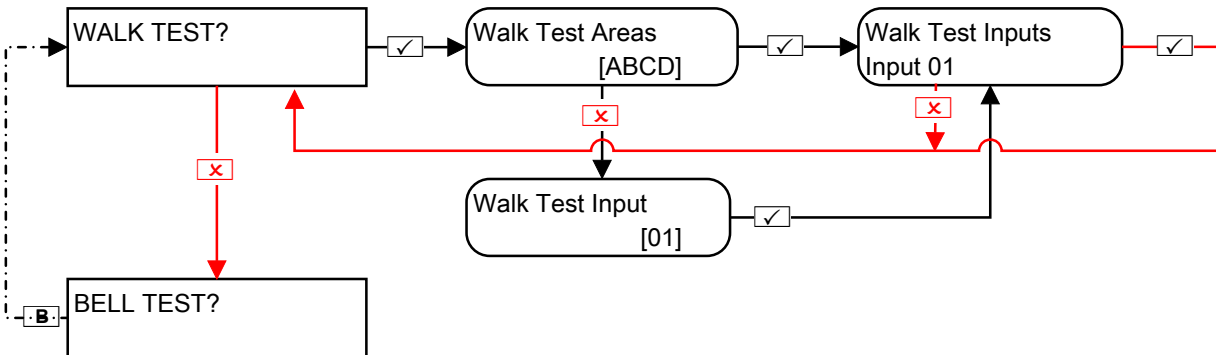 WALK TEST?
✓
Walk Test Areas
[ABCD]
✓
Walk Test Inputs
Input 01
✓
x
x
x
Walk Test Input
[01]
✓
BELL TEST?
B